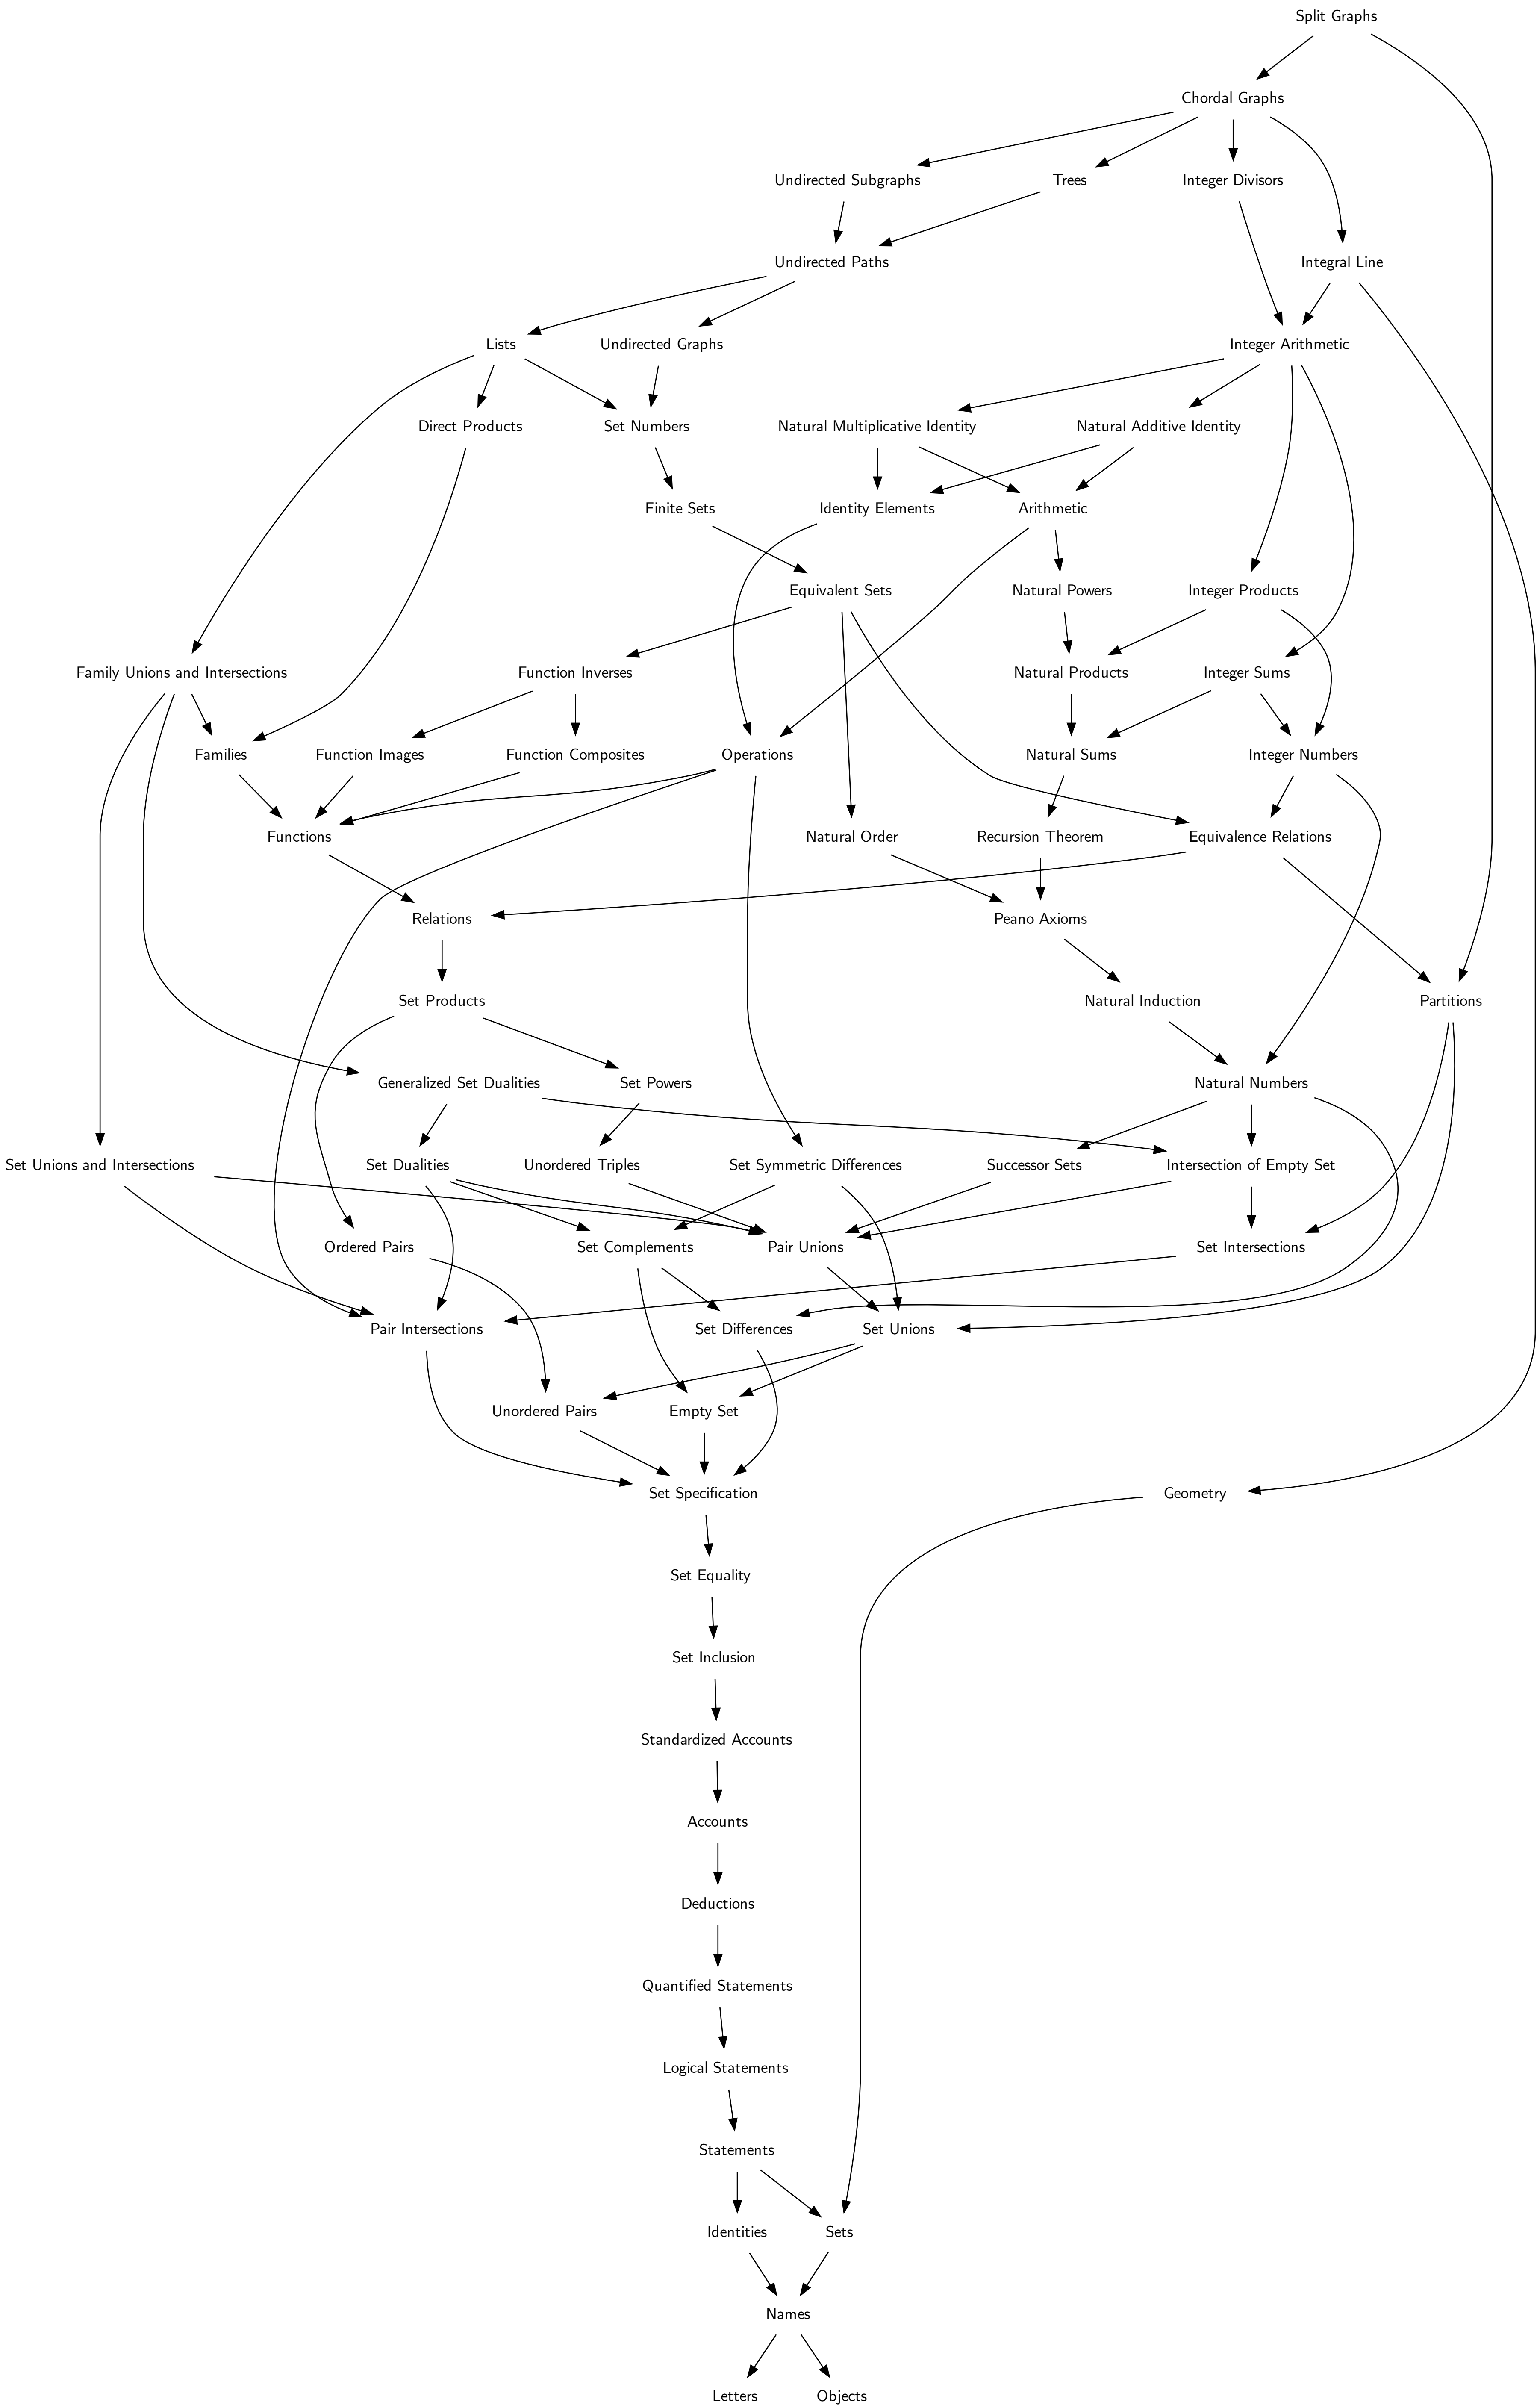 Split Graphs
Chordal Graphs
Undirected Subgraphs
Trees
Integer Divisors
Undirected Paths
Integral Line
Lists
Undirected Graphs
Integer Arithmetic
Direct Products
Set Numbers
Natural Multiplicative Identity
Natural Additive Identity
Finite Sets
Identity Elements
Arithmetic
Equivalent Sets
Natural Powers
Integer Products
Family Unions and Intersections
Function Inverses
Natural Products
Integer Sums
Families
Function Images
Function Composites
Operations
Natural Sums
Integer Numbers
Functions
Natural Order
Recursion Theorem
Equivalence Relations
Relations
Peano Axioms
Set Products
Natural Induction
Partitions
Generalized Set Dualities
Set Powers
Natural Numbers
Set Unions and Intersections
Set Dualities
Unordered Triples
Set Symmetric Differences
Successor Sets
Intersection of Empty Set
Ordered Pairs
Set Complements
Pair Unions
Set Intersections
Pair Intersections
Set Differences
Set Unions
Unordered Pairs
Empty Set
Set Specification
Geometry
Set Equality
Set Inclusion
Standardized Accounts
Accounts
Deductions
Quantified Statements
Logical Statements
Statements
Identities
Sets
Names
Letters
Objects